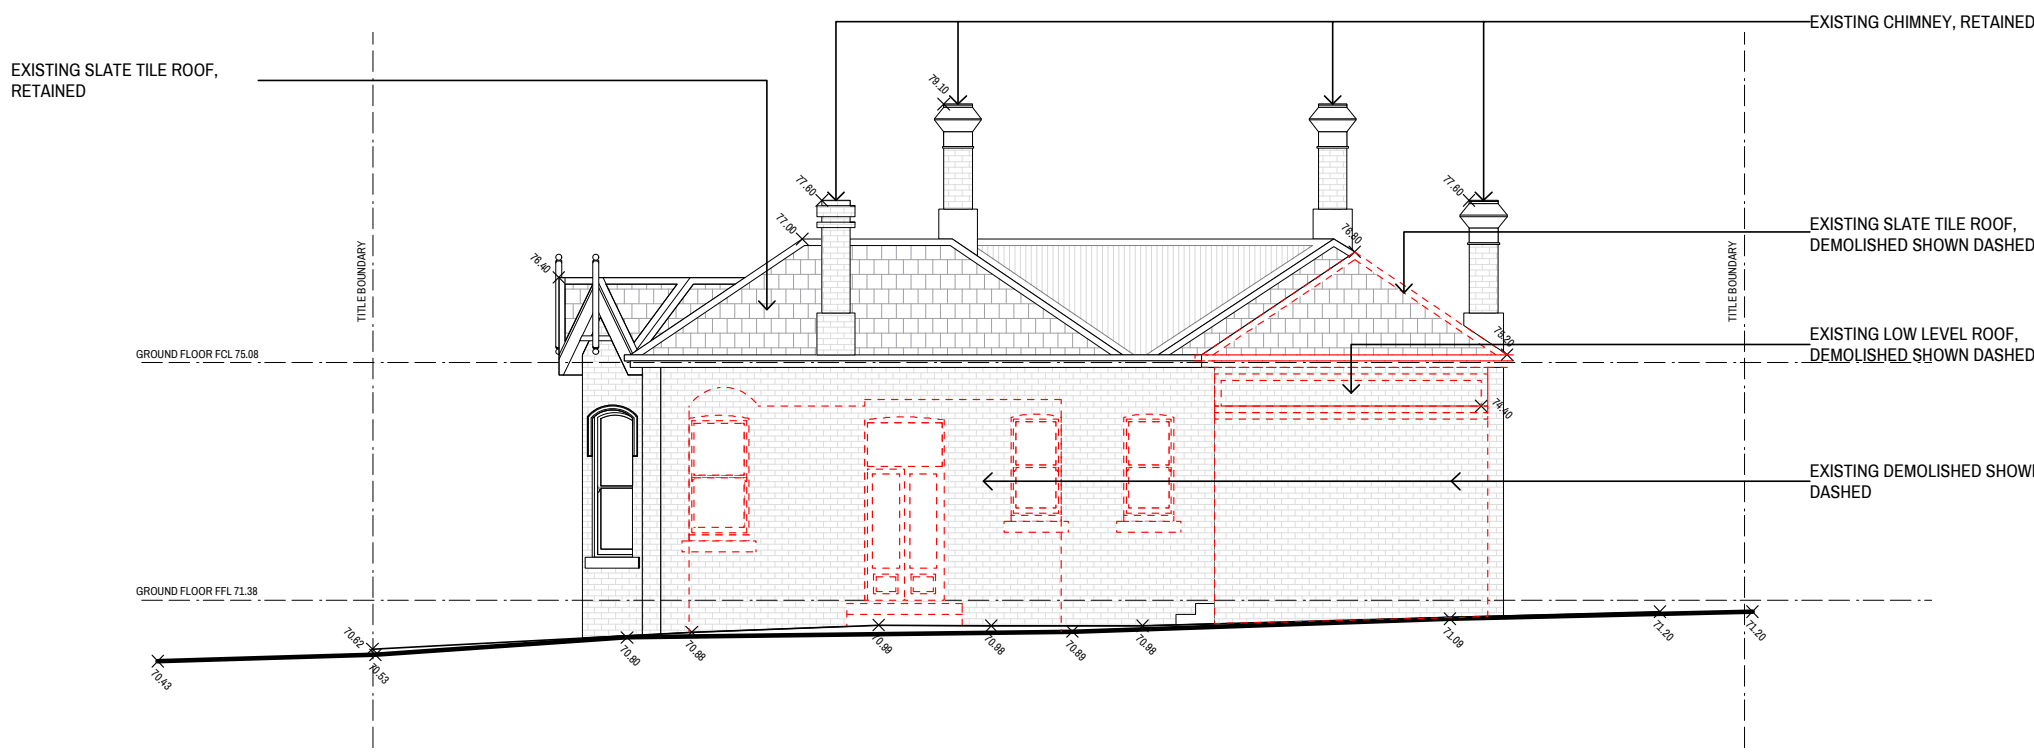 EXISTING CHIMNEY, RETAINED
EXISTING SLATE TILE ROOF,
RETAINED
79.10
77.60
77.60
77.00
76.80
76.40
EXISTING SLATE TILE ROOF,
DEMOLISHED SHOWN DASHED
TITLE BOUNDARY
TITLE BOUNDARY
EXISTING LOW LEVEL ROOF,
DEMOLISHED SHOWN DASHED
75.20
GROUND FLOOR FCL 75.08
74.40
EXISTING DEMOLISHED SHOWN
DASHED
GROUND FLOOR FFL 71.38
70.62
70.43
70.53
70.80
70.88
70.99
70.98
70.89
70.98
71.09
71.20
71.20